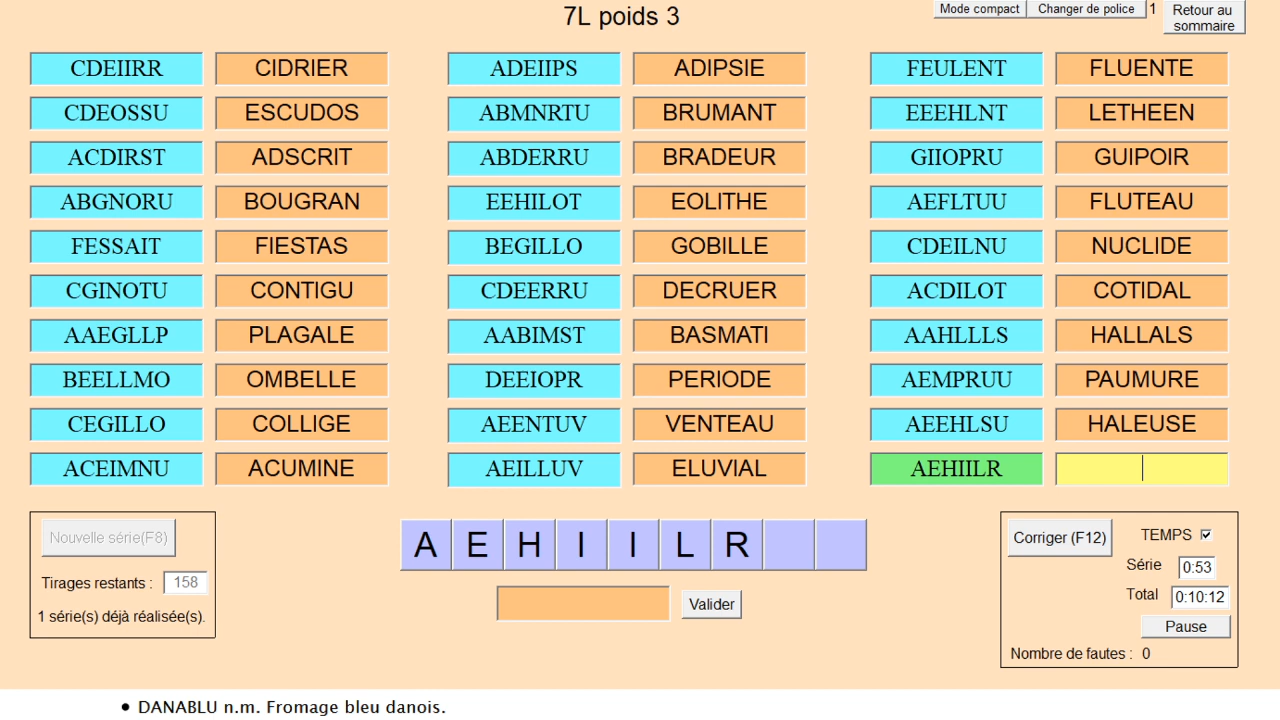 7L poids 3
Mode compact Changer de police 1 Retour au sommaire
CDEIIRR CIDRIER ADEIIPS ADIPSIE FEULENT FLUENTE
CDEOSSU ESCUDOS ABMNRTU BRUMANT EEEHLNT LETHEEN
ACDIRST ADSCRIT ABDERRU BRADEUR GIIOPRU GUIPOIR
ABGNORU BOUGRAN EEHILOT EOLITHE AEFLTUU FLUTEAU
FESSAIT FIESTAS BEGILLO GOBILLE CDEILNU NUCLIDE
CGINOTU CONTIGU CDEERRU DECRUER ACDILOT COTIDAL
AAEGLLP PLAGALE AABIMST BASMATI AAHLLLS HALLALS
BEELLMO OMBELLE DEEIOPR PERIODE AEMPRUU PAUMURE
CEGILLO COLLIGE AEENTUV VENTEAU AEEHLSU HALEUSE
ACEIMNU ACUMINE AEILLUV ELUVIAL AEHIILR
Nouvelle série(F8)
Tirages restants : 158
1 série(s) déjà réalisée(s).
A E H I I L R
Valider
Corriger (F12) TEMPS
Série 0:53
Total 0:10:12
Pause
Nombre de fautes : 0
• DANABLU n.m. Fromage bleu danois.